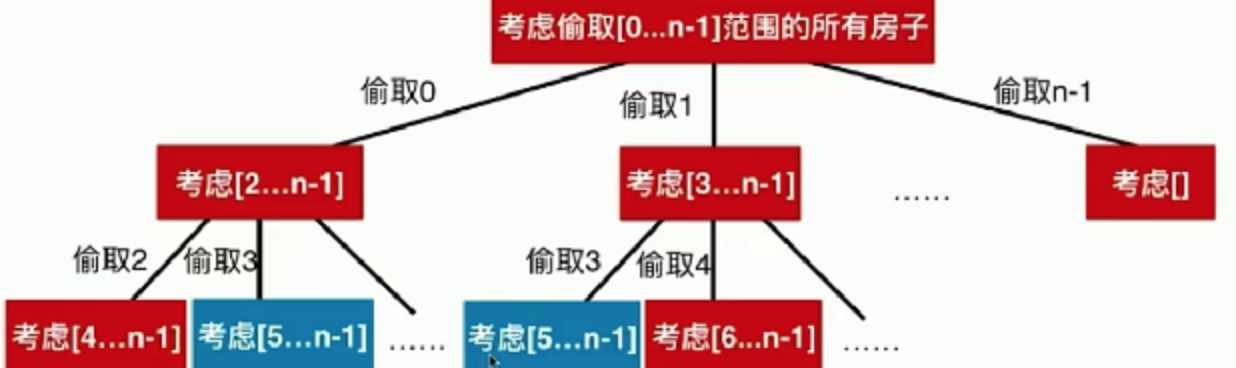 考虑偷取[0...n-1]范围的所有房子
偷取0
偷取1
偷取n-1
考虑[2...n-1]
考虑[3...n-1]
......
考虑[]
偷取2
偷取3
偷取3
偷取4
考虑[4...n-1]
考虑[5...n-1]
......
考虑[5...n-1]
考虑[6...n-1]
......